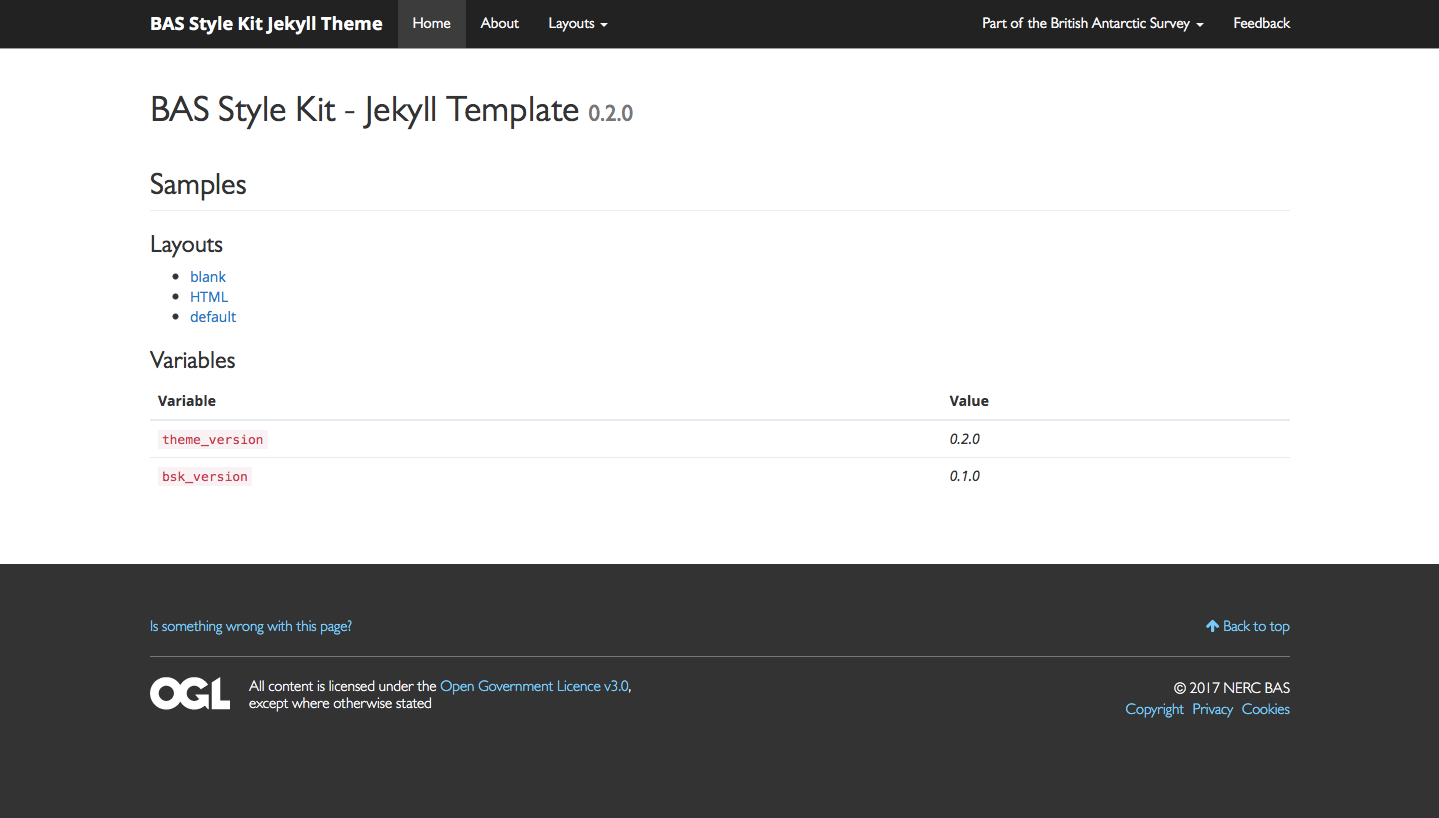 BAS Style Kit Jekyll Theme Home About Layouts Part of the British Antarctic Survey Feedback
BAS Style Kit - Jekyll Template 0.2.0
Samples
Layouts
blank
HTML
default
Variables
Variable Value
theme_version 0.2.0
bsk_version 0.1.0
Is something wrong with this page? Back to top
OGL All content is licensed under the Open Government Licence v3.0,
except where otherwise stated
© 2017 NERC BAS
Copyright Privacy Cookies